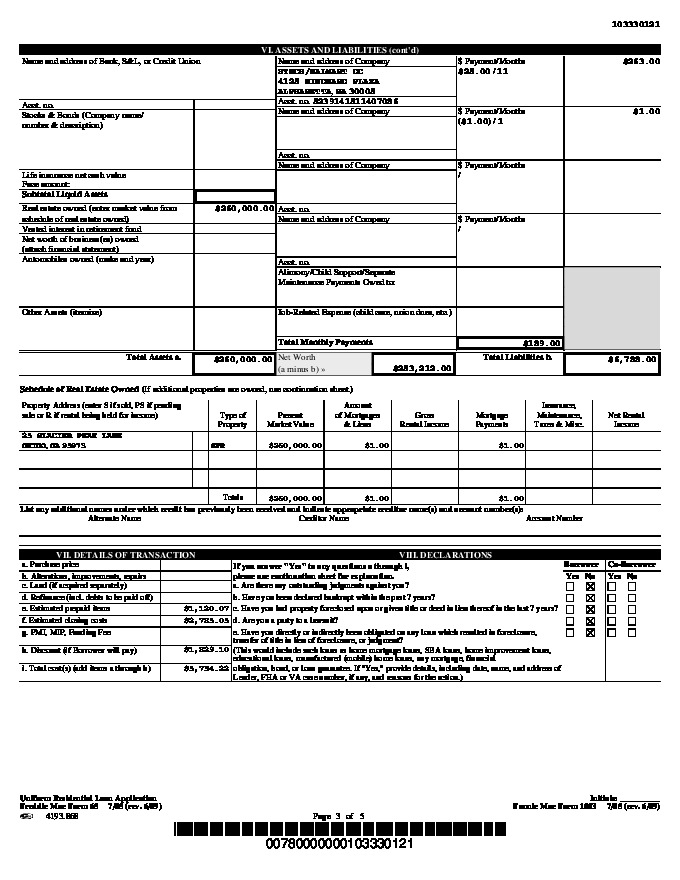 103330121
VI. ASSETS AND LIABILITIES (cont'd)
Name and address of Bank, S&L, or Credit Union
Name and address of Company
$ Payment/Months
$263.00
SYNCB/WALMART DC
$25.00 / 11
4125 WINDWARD PLAZA
ALPHARETTA, GA 30005
Acct. no.
Acct. no. 5239141511407056
Stocks & Bonds (Company name/
number & description)
Name and address of Company
$ Payment/Months
$1.00
($1.00) / 1
Acct. no.
Name and address of Company
$ Payment/Months
/
Life insurance net cash value
Face amount:
Subtotal Liquid Assets
Real estate owned (enter market value from
schedule of real estate owned)
$260,000.00
Acct. no.
Name and address of Company
$ Payment/Months
/
Vested interest in retirement fund
Net worth of business(es) owned
(attach financial statement)
Automobiles owned (make and year)
Acct. no.
Alimony/Child Support/Separate
Maintenance Payments Owed to:
Other Assets (itemize)
Job-Related Expense (child care, union dues, etc.)
Total Monthly Payments
$189.00
Total Assets a.
$260,000.00
Net Worth
(a minus b) »
$253,212.00
Total Liabilities b.
$6,788.00
Schedule of Real Estate Owned (If additional properties are owned, use continuation sheet.)
Property Address (enter S if sold, PS if pending
sale or R if rental being held for income)
Type of
Property
Present
Market Value
Amount
of Mortgages
& Liens
Gross
Rental Income
Mortgage
Payments
Insurance,
Maintenance,
Taxes & Misc.
Net Rental
Income
PEAK LANE
CHICO, CA 95973
SFR
$260,000.00
$1.00
$1.00
Totals
$260,000.00
$1.00
$1.00
List any additional names under which credit has previously been received and indicate appropriate creditor name(s) and account number(s):
Alternate Name
Creditor Name
Account Number
VII. DETAILS OF TRANSACTION
VIII. DECLARATIONS
a. Purchase price
b. Alterations, improvements, repairs
c. Land (if acquired separately)
d. Refinance (incl. debts to be paid off)
e. Estimated prepaid items
$1,120.07
f. Estimated closing costs
$2,785.05
g. PMI, MIP, Funding Fee
h. Discount (if Borrower will pay)
$1,829.10
i. Total costs (add items a through h)
$5,734.22
If you answer "Yes" to any questions a through i,
please use continuation sheet for explanation.
Borrower Co-Borrower
Yes No Yes No
a. Are there any outstanding judgments against you?
b. Have you been declared bankrupt within the past 7 years?
c. Have you had property foreclosed upon or given title or deed in lieu thereof in the last 7 years?
d. Are you a party to a lawsuit?
e. Have you directly or indirectly been obligated on any loan which resulted in foreclosure,
transfer of title in lieu of foreclosure, or judgment?
(This would include such loans as home mortgage loans, SBA loans, home improvement loans,
educational loans, manufactured (mobile) home loans, any mortgage, financial
obligation, bond, or loan guarantee. If "Yes," provide details, including date, name, and address of
Lender, FHA or VA case number, if any, and reasons for the action.)
Uniform Residential Loan Application
Freddie Mac Form 65 7/05 (rev. 6/09)
4193.868
Page 3 of 5
Initials:
Fannie Mae Form 1003 7/05 (rev. 6/09)
00780000000103330121